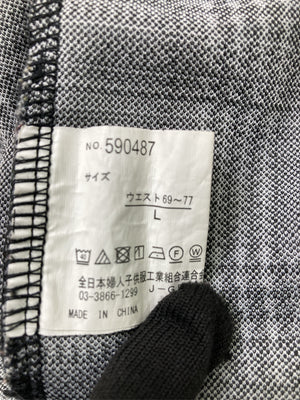 NO. 590487
サイズ
ウエスト69～77
L
全日本婦人子供服工業組合連合会
03-3866-1299
MADE IN CHINA